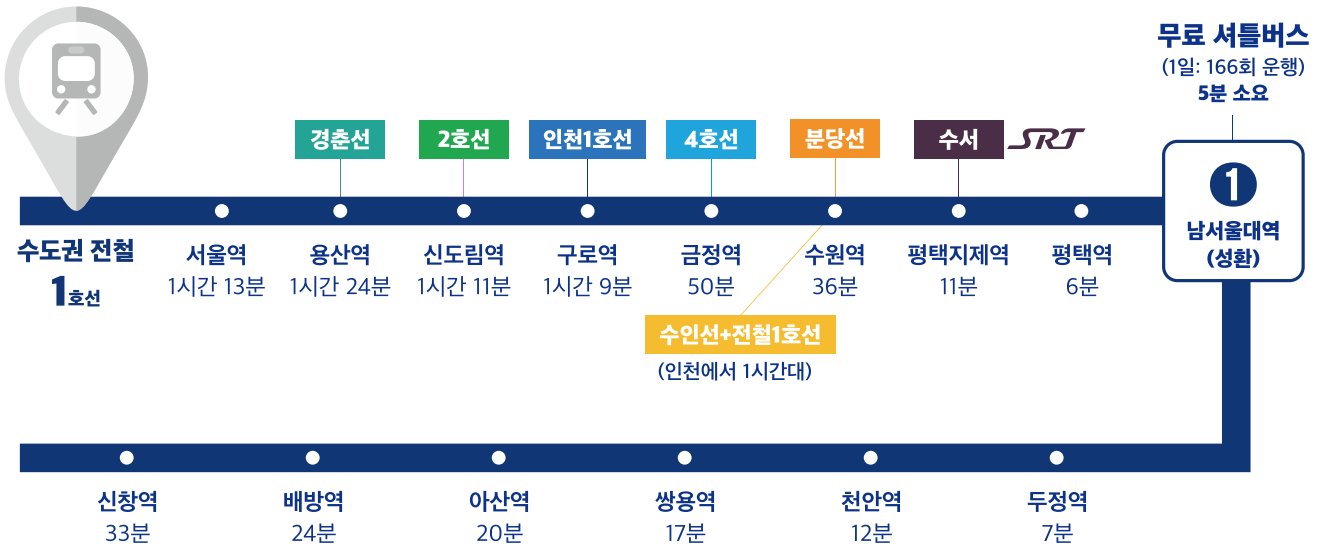 무료 셔틀버스
(1일: 166회 운행)
5분 소요
경춘선
2호선
인천1호선
4호선
분당선
수서
SRT
1
남서울대역
(성환)
수도권 전철
1호선
서울역
1시간 13분
용산역
1시간 24분
신도림역
1시간 11분
구로역
1시간 9분
금정역
50분
수원역
36분
평택지제역
11분
평택역
6분
수인선+전철1호선
(인천에서 1시간대)
신창역
33분
배방역
24분
아산역
20분
쌍용역
17분
천안역
12분
두정역
7분